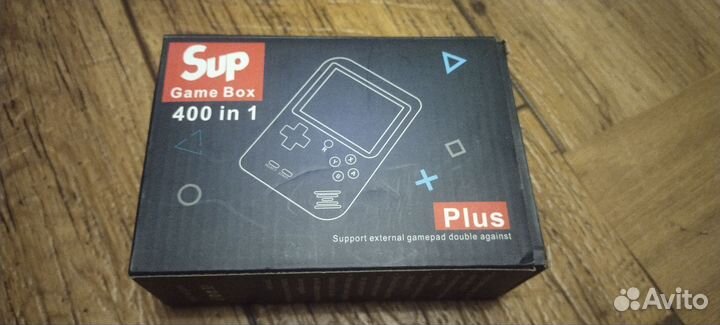 Sup
Game Box
400 in 1
Plus
Support external gamepad double against
Avito